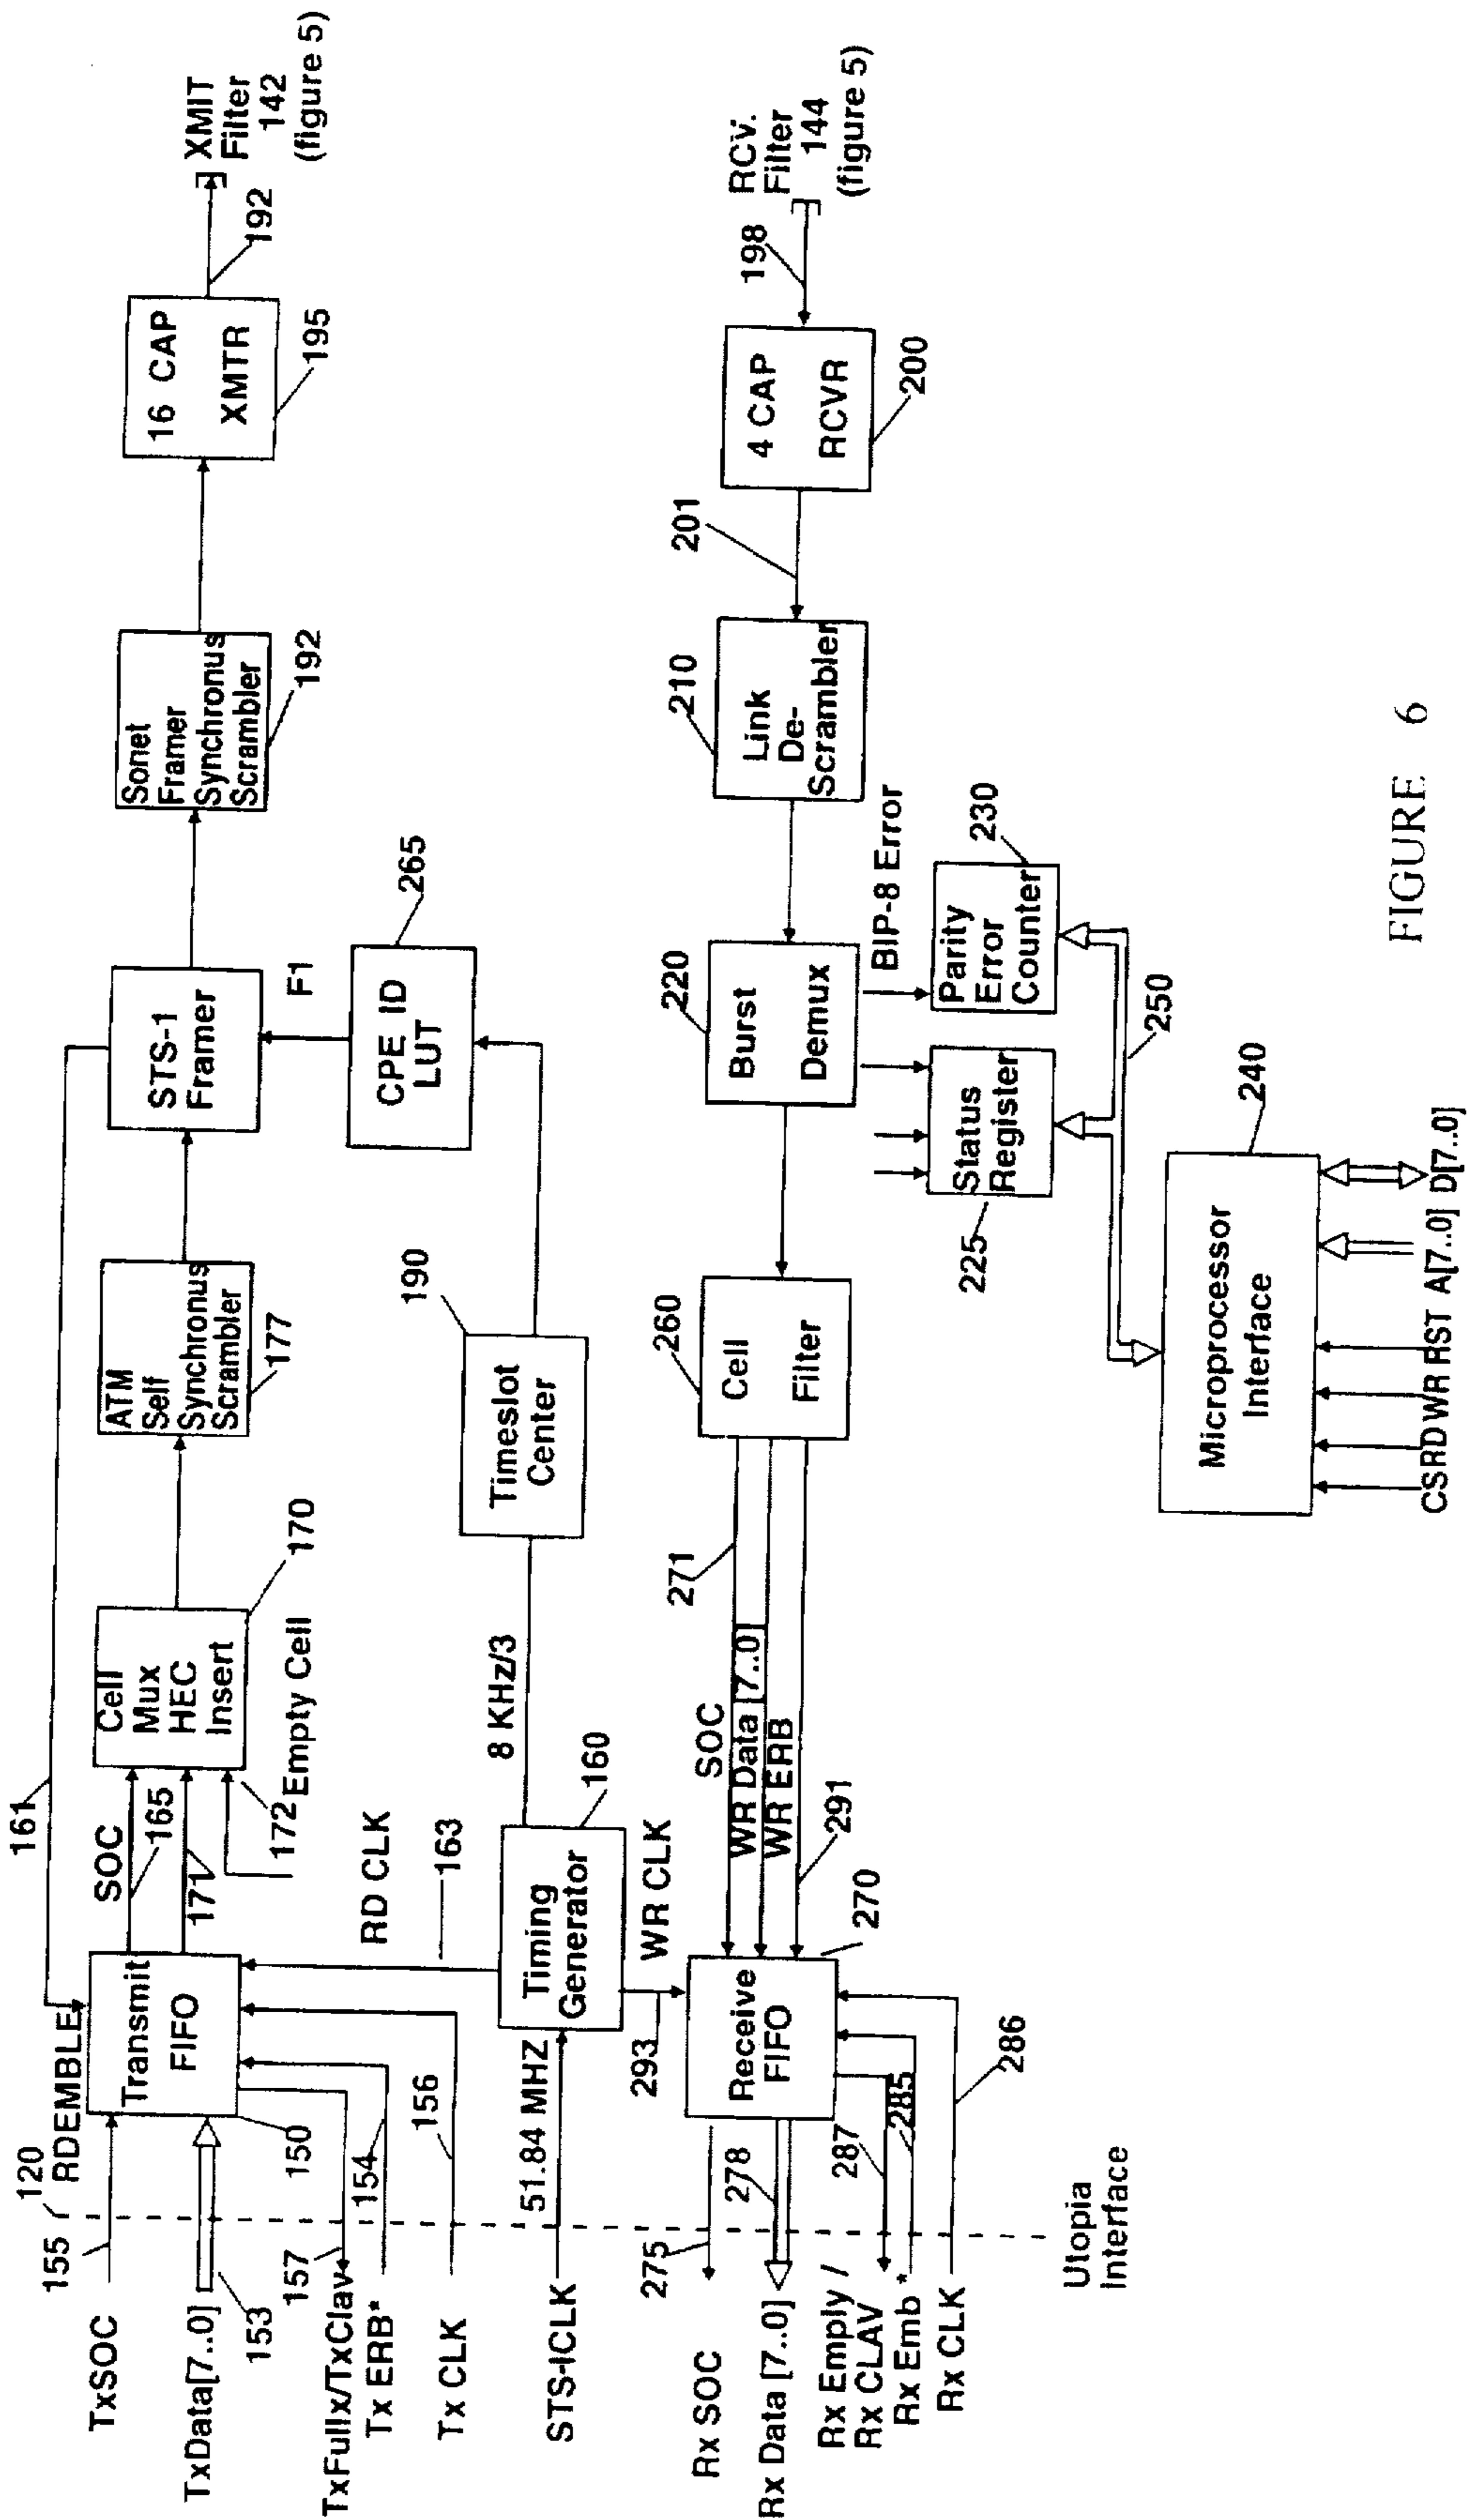 120
155
RDEMBLE
161
TxSOC
TxData[7..0]
153
Transmit
FIFO
150
SOC
165
171
172
Empty Cell
Cell
Mux
HEC
Insert
170
ATM
Self
Synchronus
Scrambler
177
STS-1
Framer
Sonet
Framer
Synchronus
Scrambler
192
16 CAP
XMTR
195
192
XMIT
Filter
142
(figure 5)
157
TxFullx/TxClav
154
Tx ERB*
156
Tx CLK
RD CLK
163
F1
CPE ID
LUT
265
STS-ICLK
51.84 MHZ
Timing
Generator
160
8 KHz/3
Timeslot
Center
190
293
WR CLK
275
Rx SOC
278
Rx Data [7..0]
287
Rx Emply /
Rx CLAV
285
Rx Emb *
286
Rx CLK
Utopia
Interface
Receive
FIFO
270
SOC
271
WR Data [7..0]
WR ERB
291
Cell
Filter
260
Burst
Demux
220
Link
De-
Scrambler
210
201
4 CAP
RCVR
200
198
RCV.
Filter
144
(figure 5)
BIP-8 Error
Status
Register
225
Parity
Error
Counter
230
250
Microprocessor
Interface
240
CSRDWR RST A[7..0] D[7..0]
FIGURE 6